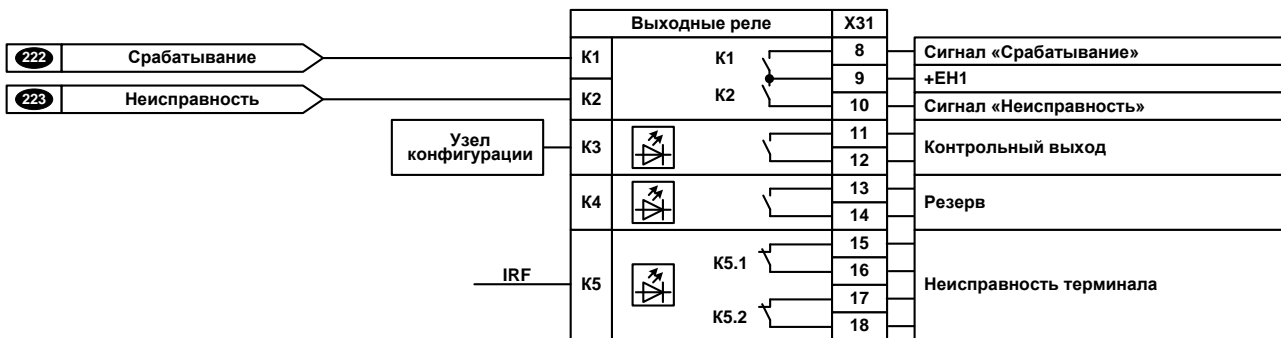 Выходные реле X31
222 Срабатывание K1 K1 8 Сигнал «Срабатывание»
9 +EH1
223 Неисправность K2 K2 10 Сигнал «Неисправность»
Узел
конфигурации
K3 11 Контрольный выход
12
K4 13 Резерв
14
IRF K5 K5.1 15 Неисправность терминала
16
K5.2 17
18